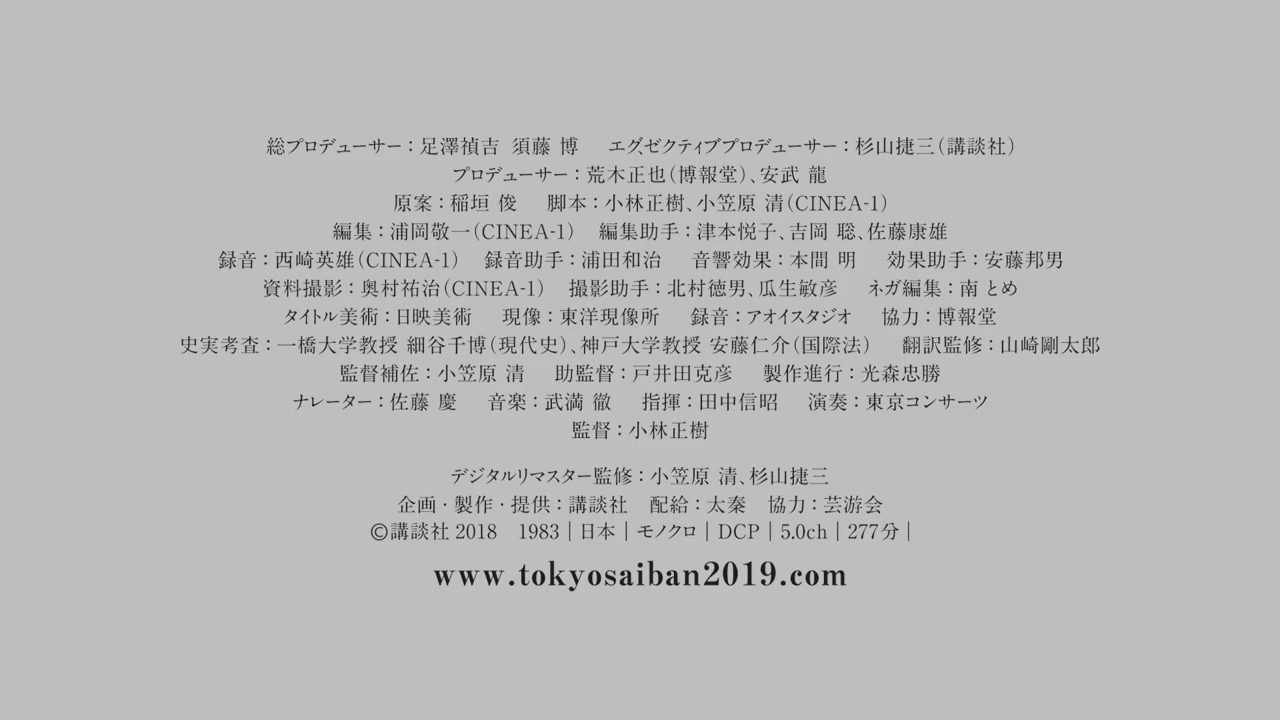 総プロデューサー：足澤禎吉 須藤 博 エグゼクティブプロデューサー：杉山捷三（講談社）
プロデューサー：荒木正也（博報堂）、安武 龍
原案：稲垣 俊 脚本：小林正樹、小笠原 清（CINEA-1）
編集：浦岡敬一（CINEA-1） 編集助手：津本悦子、吉岡 聡、佐藤康雄
録音：西崎英雄（CINEA-1） 録音助手：浦田和治 音響効果：本間 明 効果助手：安藤邦男
資料撮影：奥村祐治（CINEA-1） 撮影助手：北村徳男、瓜生敏彦 ネガ編集：南 とめ
タイトル美術：日映美術 現像：東洋現像所 録音：アオイスタジオ 協力：博報堂
史実考査：一橋大学教授 細谷千博（現代史）、神戸大学教授 安藤仁介（国際法） 翻訳監修：山崎剛太郎
監督補佐：小笠原 清 助監督：戸井田克彦 製作進行：光森忠勝
ナレーター：佐藤 慶 音楽：武満 徹 指揮：田中信昭 演奏：東京コンサーツ
監督：小林正樹
デジタルリマスター監修：小笠原 清、杉山捷三
企画・製作・提供：講談社 配給：太秦 協力：芸游会
©講談社 2018 1983｜日本｜モノクロ｜DCP｜5.0ch｜277分｜
www.tokyosaiban2019.com